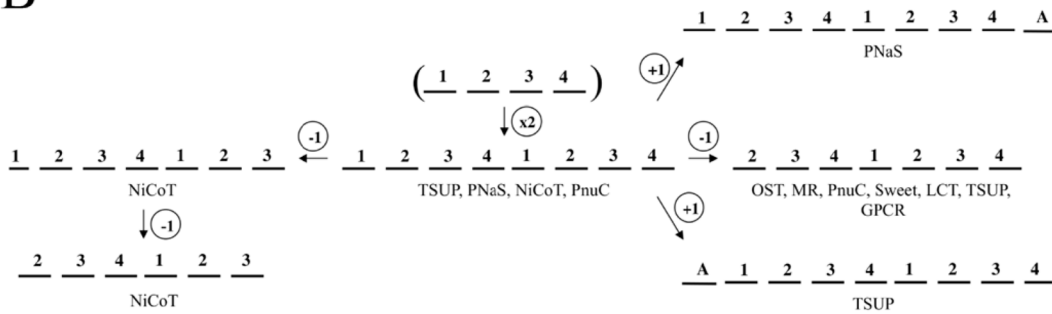 B
1 2 3 4 1 2 3 4 A
PNaS
+1
( 1 2 3 4 )
x2
-1
-1
1 2 3 4 1 2 3
1 2 3 4 1 2 3 4
2 3 4 1 2 3 4
NiCoT
TSUP, PNaS, NiCoT, PnuC
OST, MR, PnuC, Sweet, LCT, TSUP,
GPCR
-1
+1
2 3 4 1 2 3
A 1 2 3 4 1 2 3 4
NiCoT
TSUP